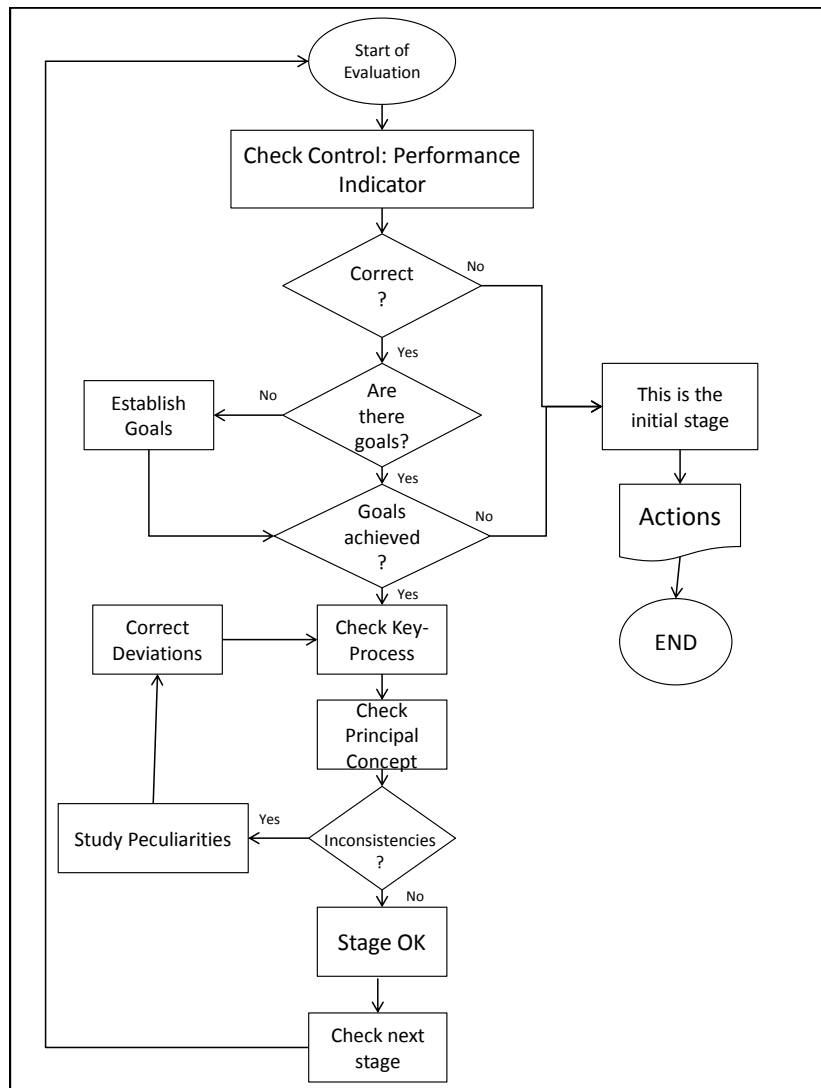 Start of
Evaluation
Check Control: Performance
Indicator
Correct
?
No
Yes
Are
there
goals?
No
Establish
Goals
This is the
initial stage
Yes
Goals
achieved
?
No
Actions
Yes
Correct
Deviations
Check Key-
Process
END
Check
Principal
Concept
Inconsistencies
?
Yes
Study Peculiarities
No
Stage OK
Check next
stage